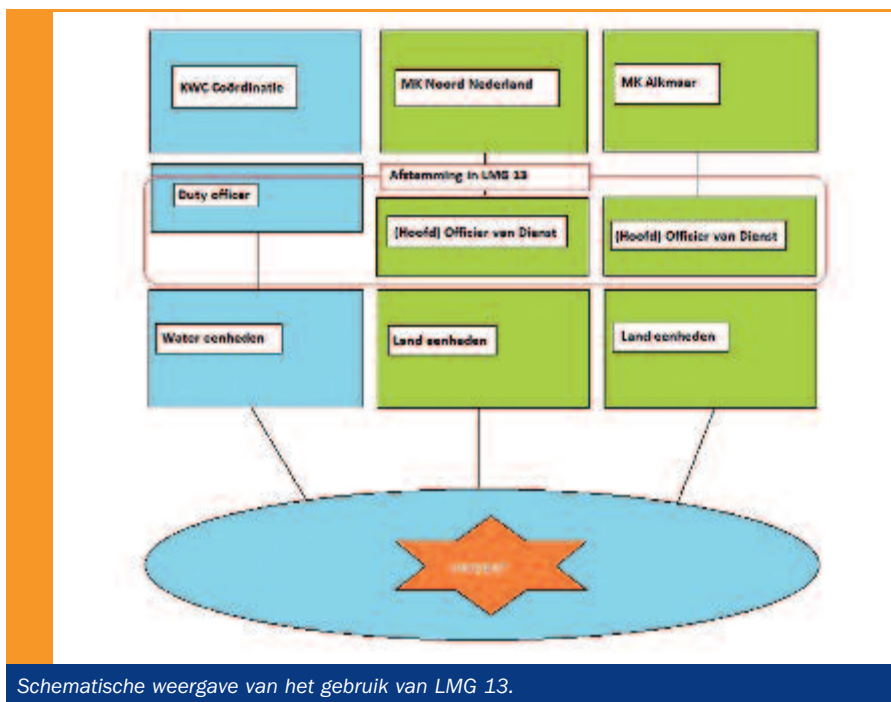 KWC Coördinatie
MK Noord Nederland
MK Alkmaar
Afstemming in LMG 13
Duty officer
(Hoofd) Officier van Dienst
(Hoofd) Officier van Dienst
Water eenheden
Land eenheden
Land eenheden
Schematische weergave van het gebruik van LMG 13.